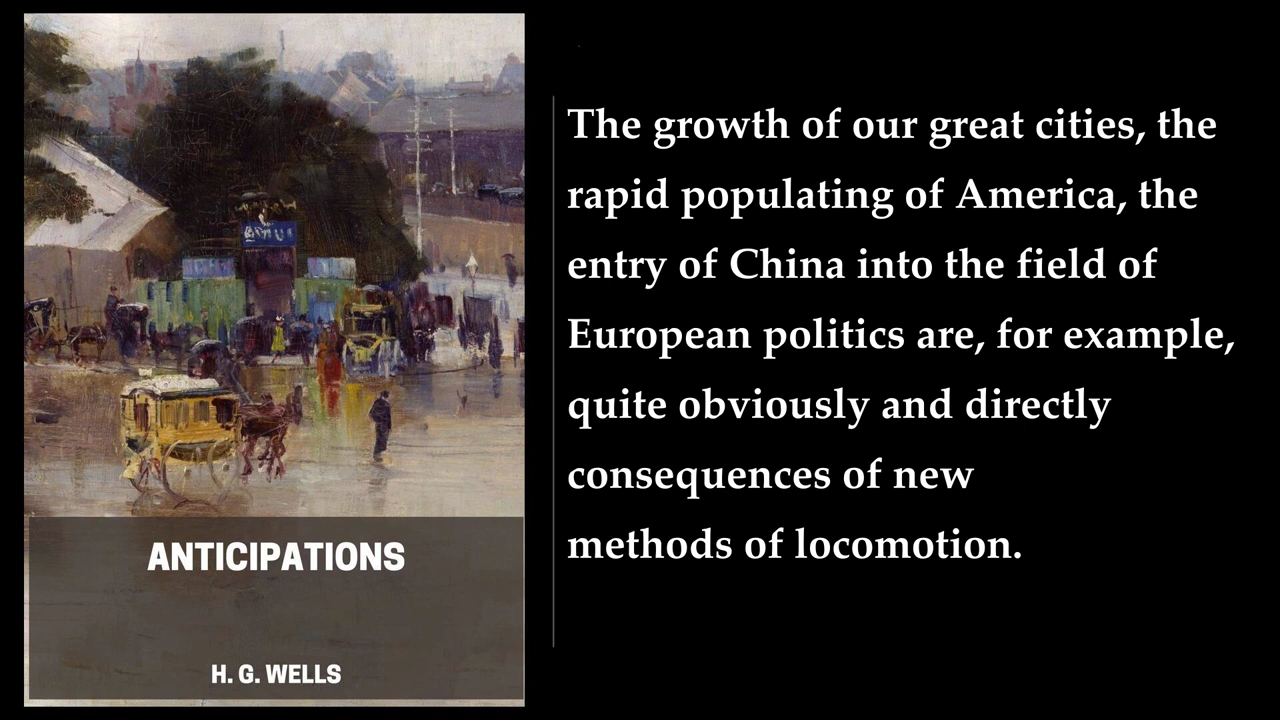 ANTICIPATIONS
H. G. WELLS
The growth of our great cities, the
rapid populating of America, the
entry of China into the field of
European politics are, for example,
quite obviously and directly
consequences of new
methods of locomotion.